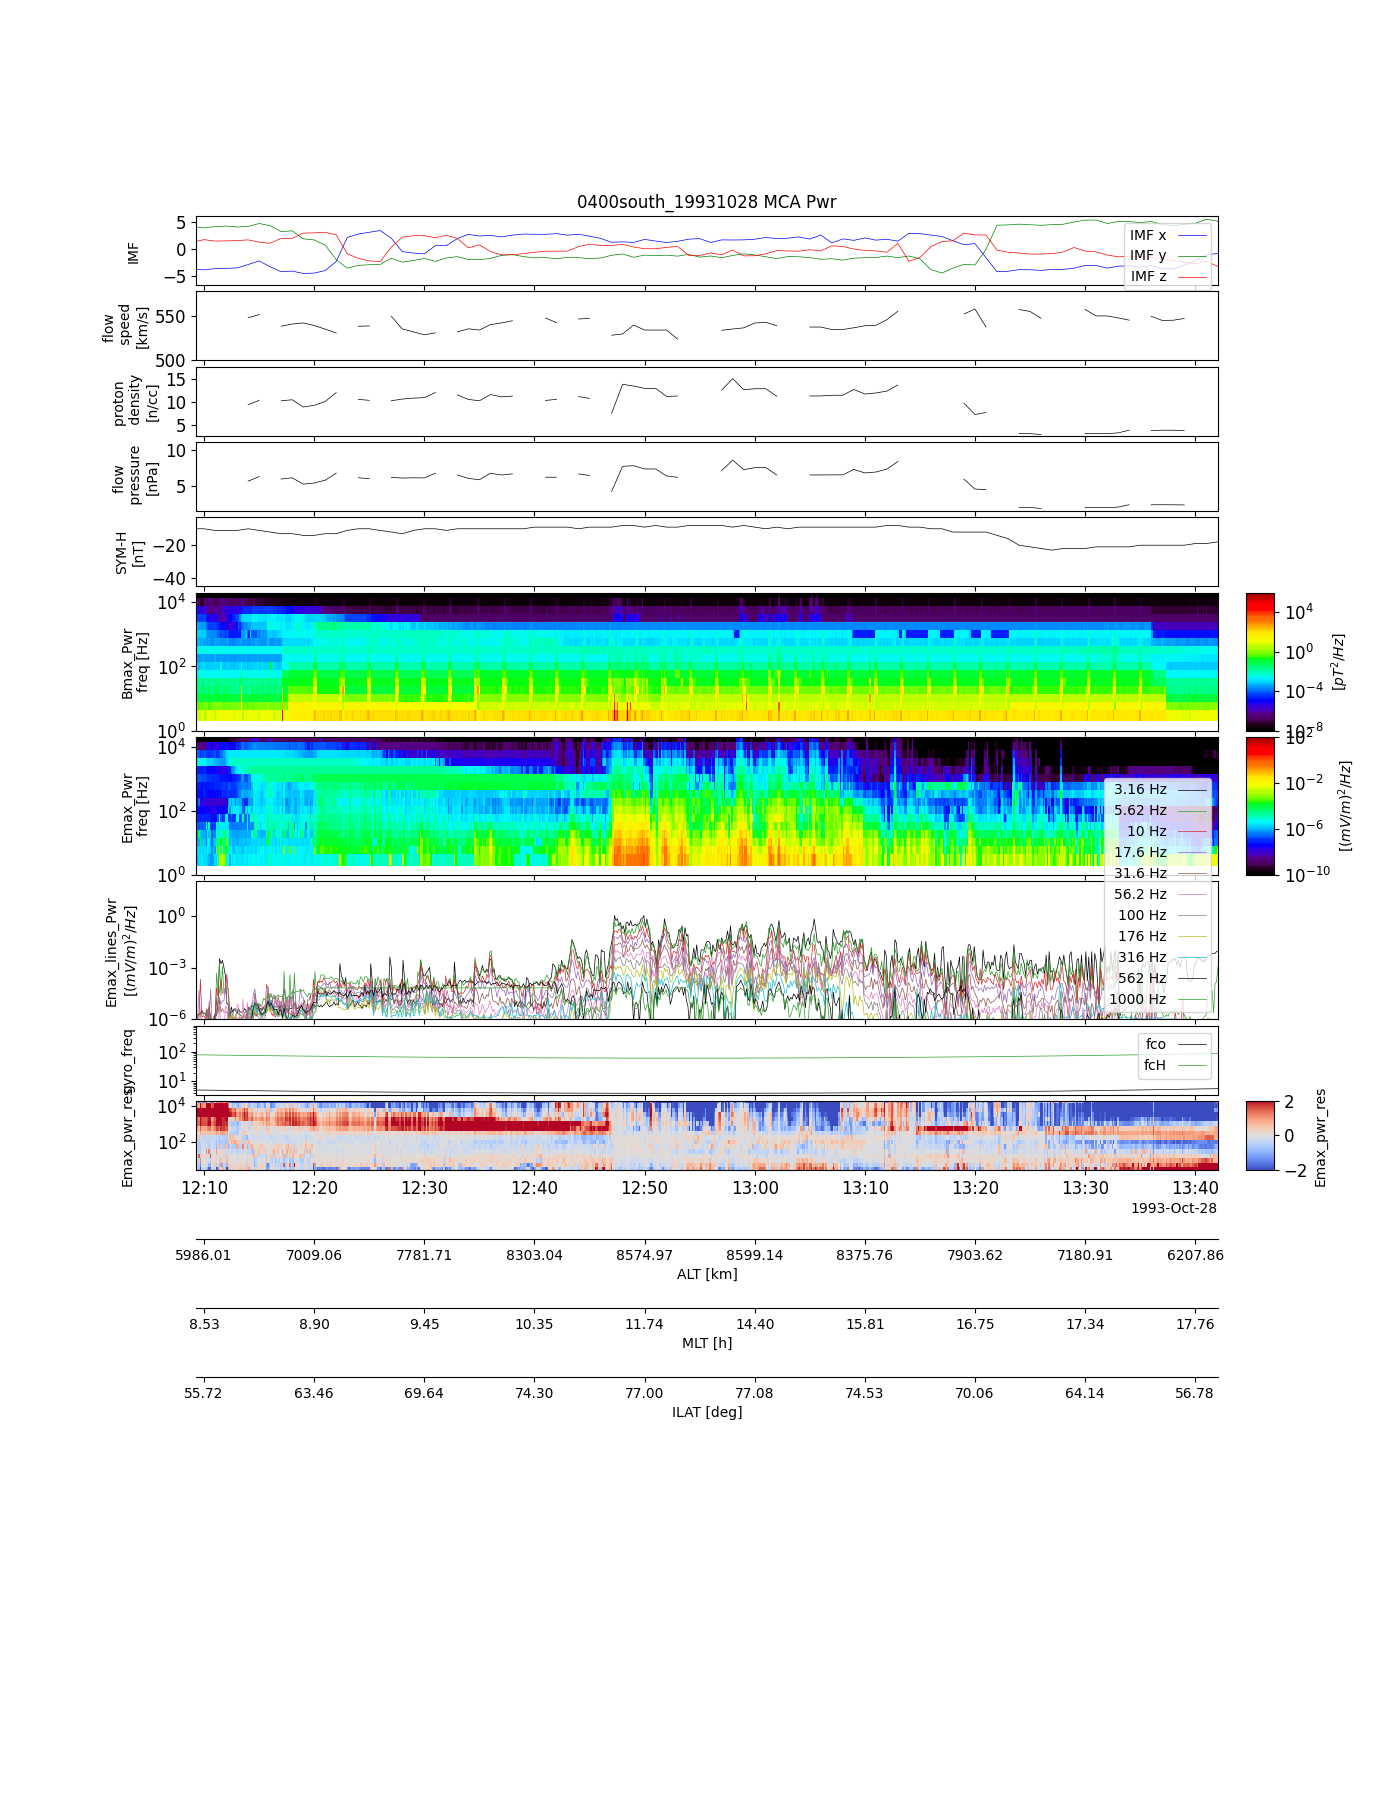 0400south_19931028 MCA Pwr
5
0
−5
IMF
IMF x
IMF y
IMF z
550
500
flow
speed
[km/s]
15
10
5
proton
density
[n/cc]
10
5
flow
pressure
[nPa]
−20
−40
SYM-H
[nT]
10^4
10^2
10^0
Bmax_Pwr
freq [Hz]
10^4
10^0
10^−4
10^−8
[pT^2/Hz]
10^4
10^2
10^0
Emax_Pwr
freq [Hz]
10^2
10^−2
10^−6
10^−10
[(mV/m)^2/Hz]
3.16 Hz
5.62 Hz
10 Hz
17.6 Hz
31.6 Hz
56.2 Hz
100 Hz
176 Hz
316 Hz
562 Hz
1000 Hz
10^0
10^−3
10^−6
Emax_lines_Pwr
[(mV/m)^2/Hz]
10^2
10^1
gyro_freq
fco
fcH
10^4
10^2
Emax_pwr_res
2
0
−2
Emax_pwr_res
12:10 12:20 12:30 12:40 12:50 13:00 13:10 13:20 13:30 13:40
1993-Oct-28
5986.01 7009.06 7781.71 8303.04 8574.97 8599.14 8375.76 7903.62 7180.91 6207.86
ALT [km]
8.53 8.90 9.45 10.35 11.74 14.40 15.81 16.75 17.34 17.76
MLT [h]
55.72 63.46 69.64 74.30 77.00 77.08 74.53 70.06 64.14 56.78
ILAT [deg]